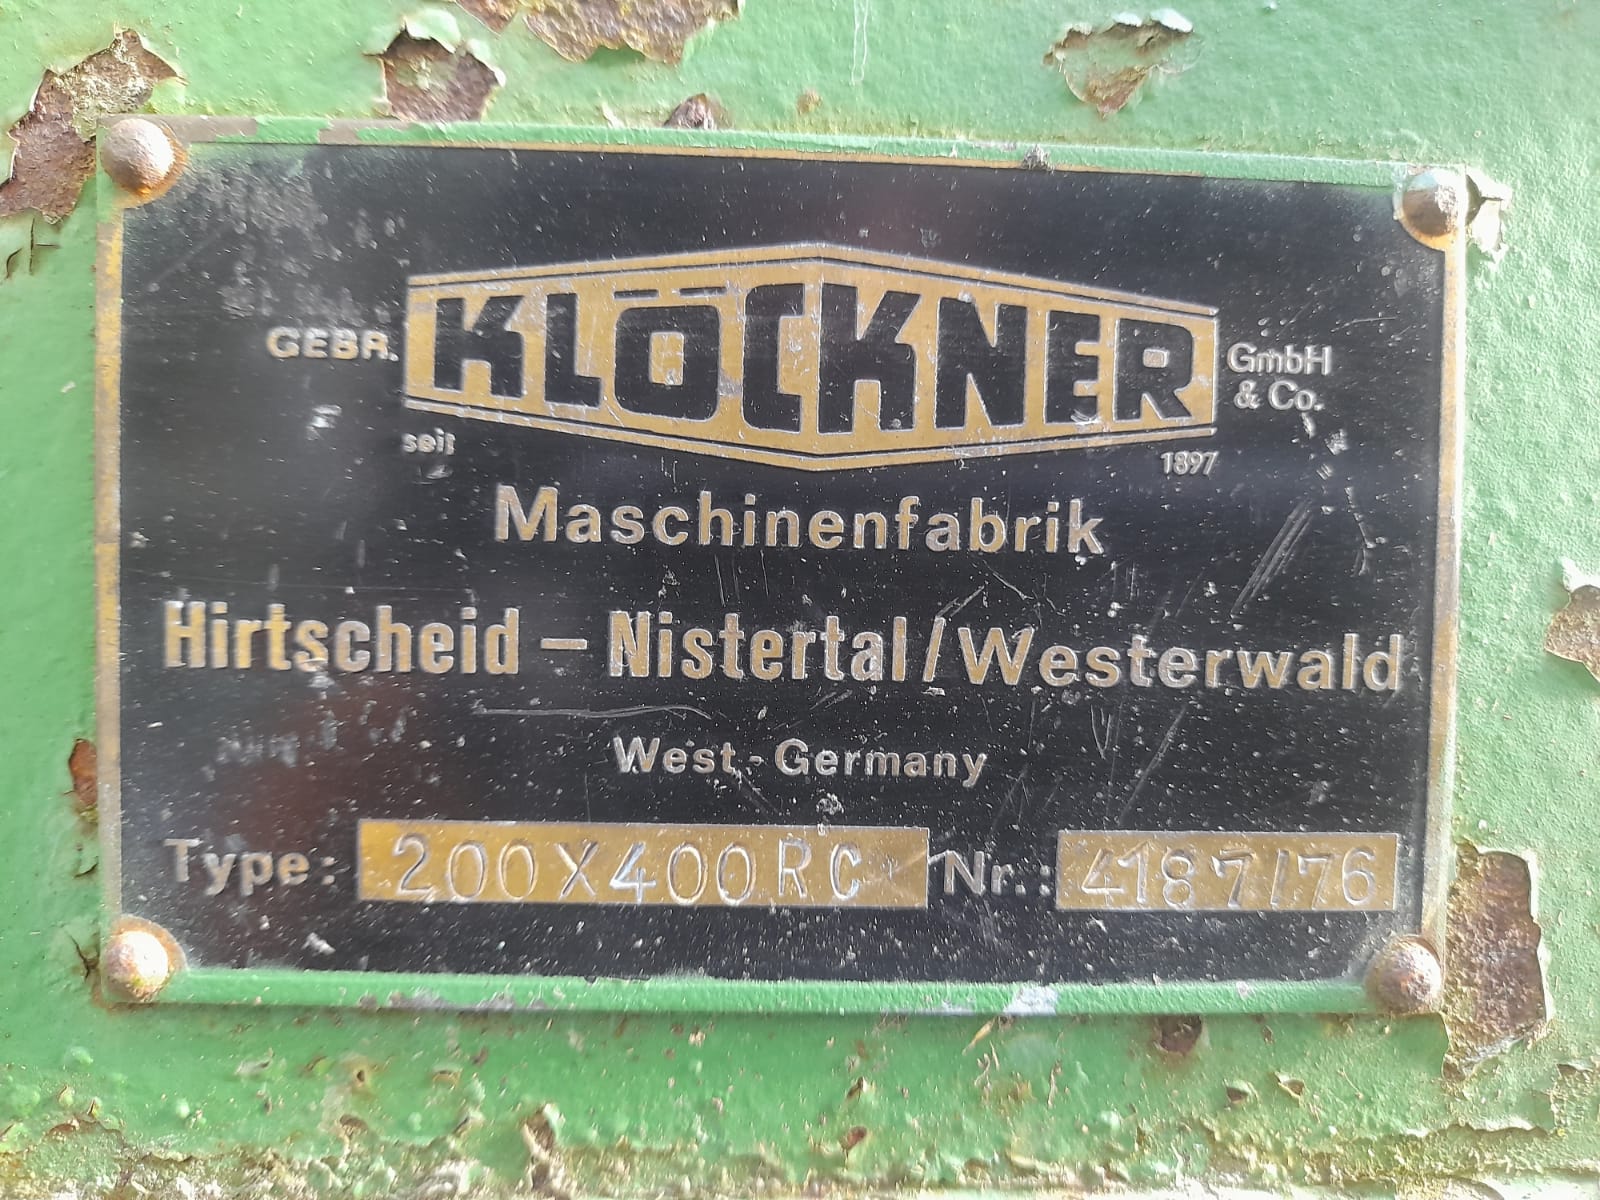 GEBR. KLÖCKNER GmbH & Co.
seit 1897
Maschinenfabrik
Hirtscheid – Nistertal/Westerwald
West-Germany
Type: 200X400RC Nr.: 4187/76